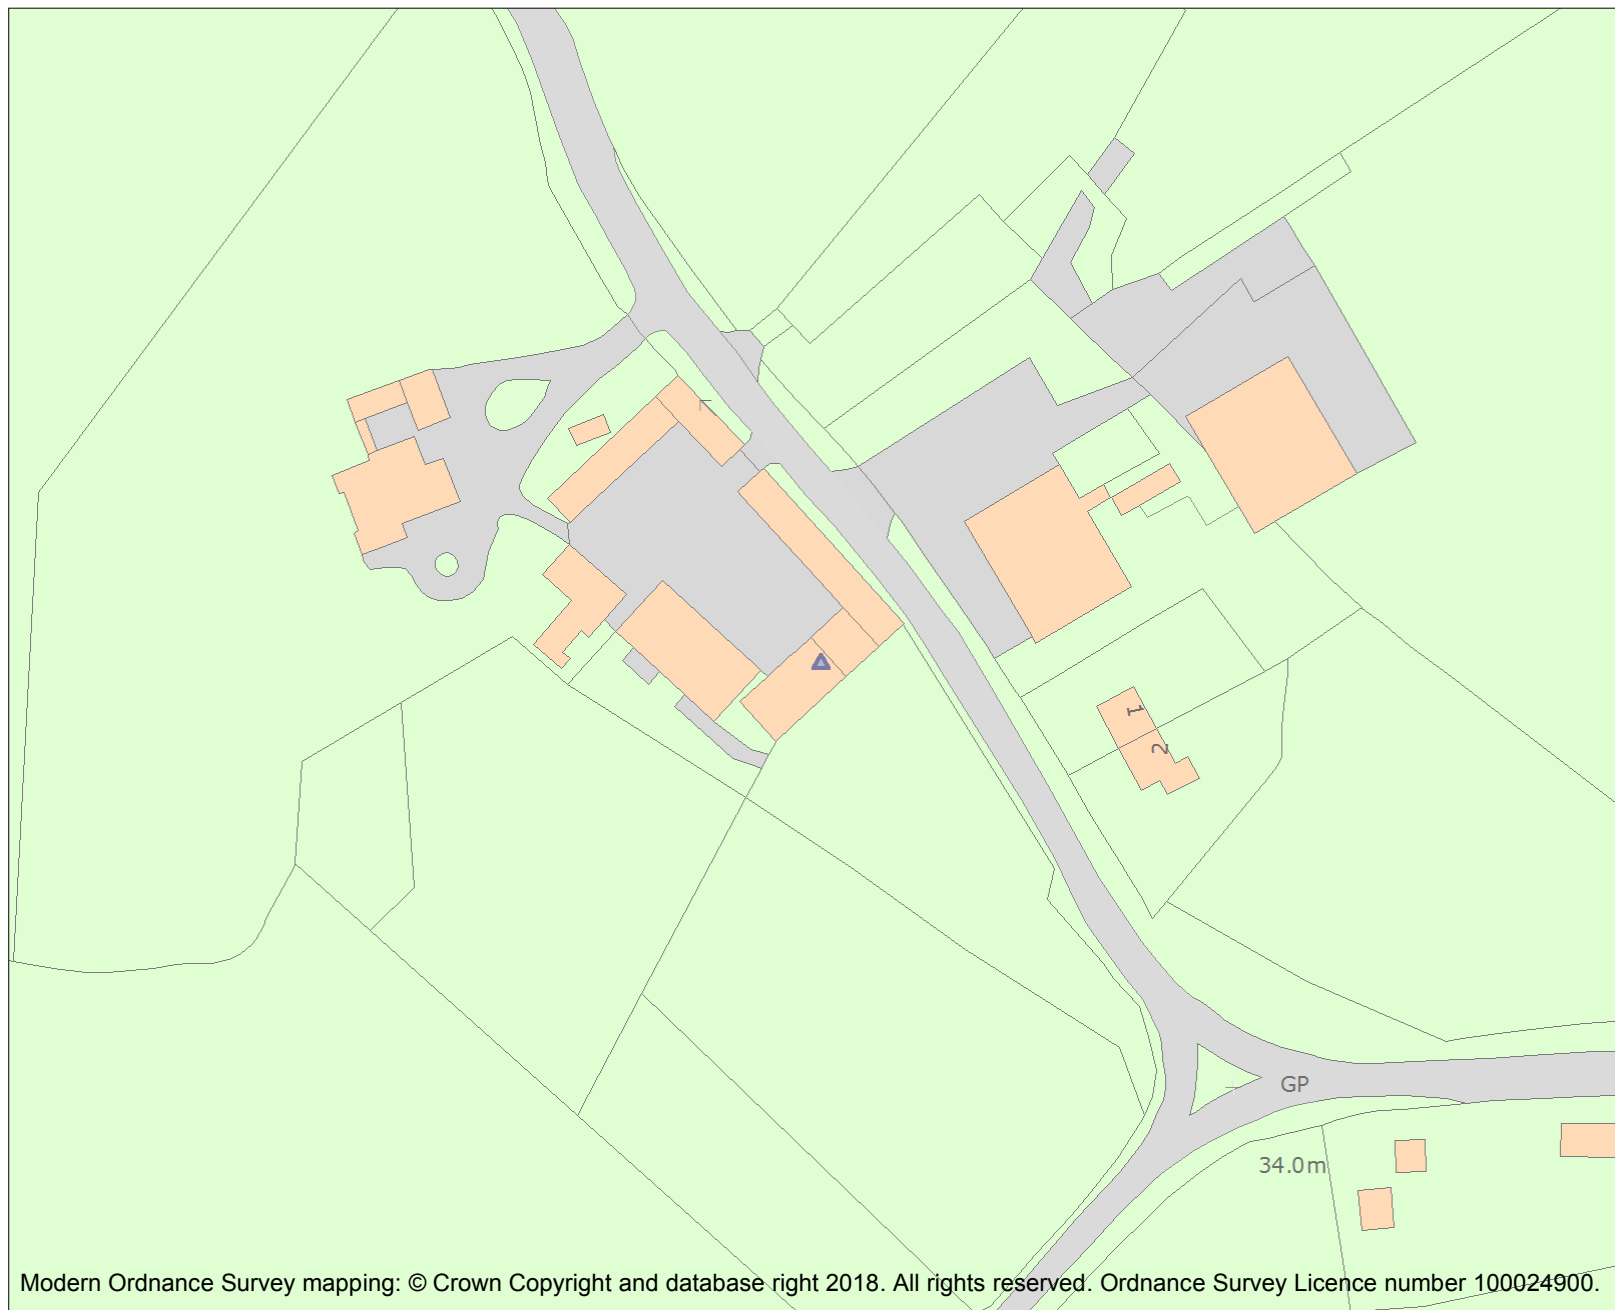 1
2
GP
34.0m
Modern Ordnance Survey mapping: © Crown Copyright and database right 2018. All rights reserved. Ordnance Survey Licence number 100024900.